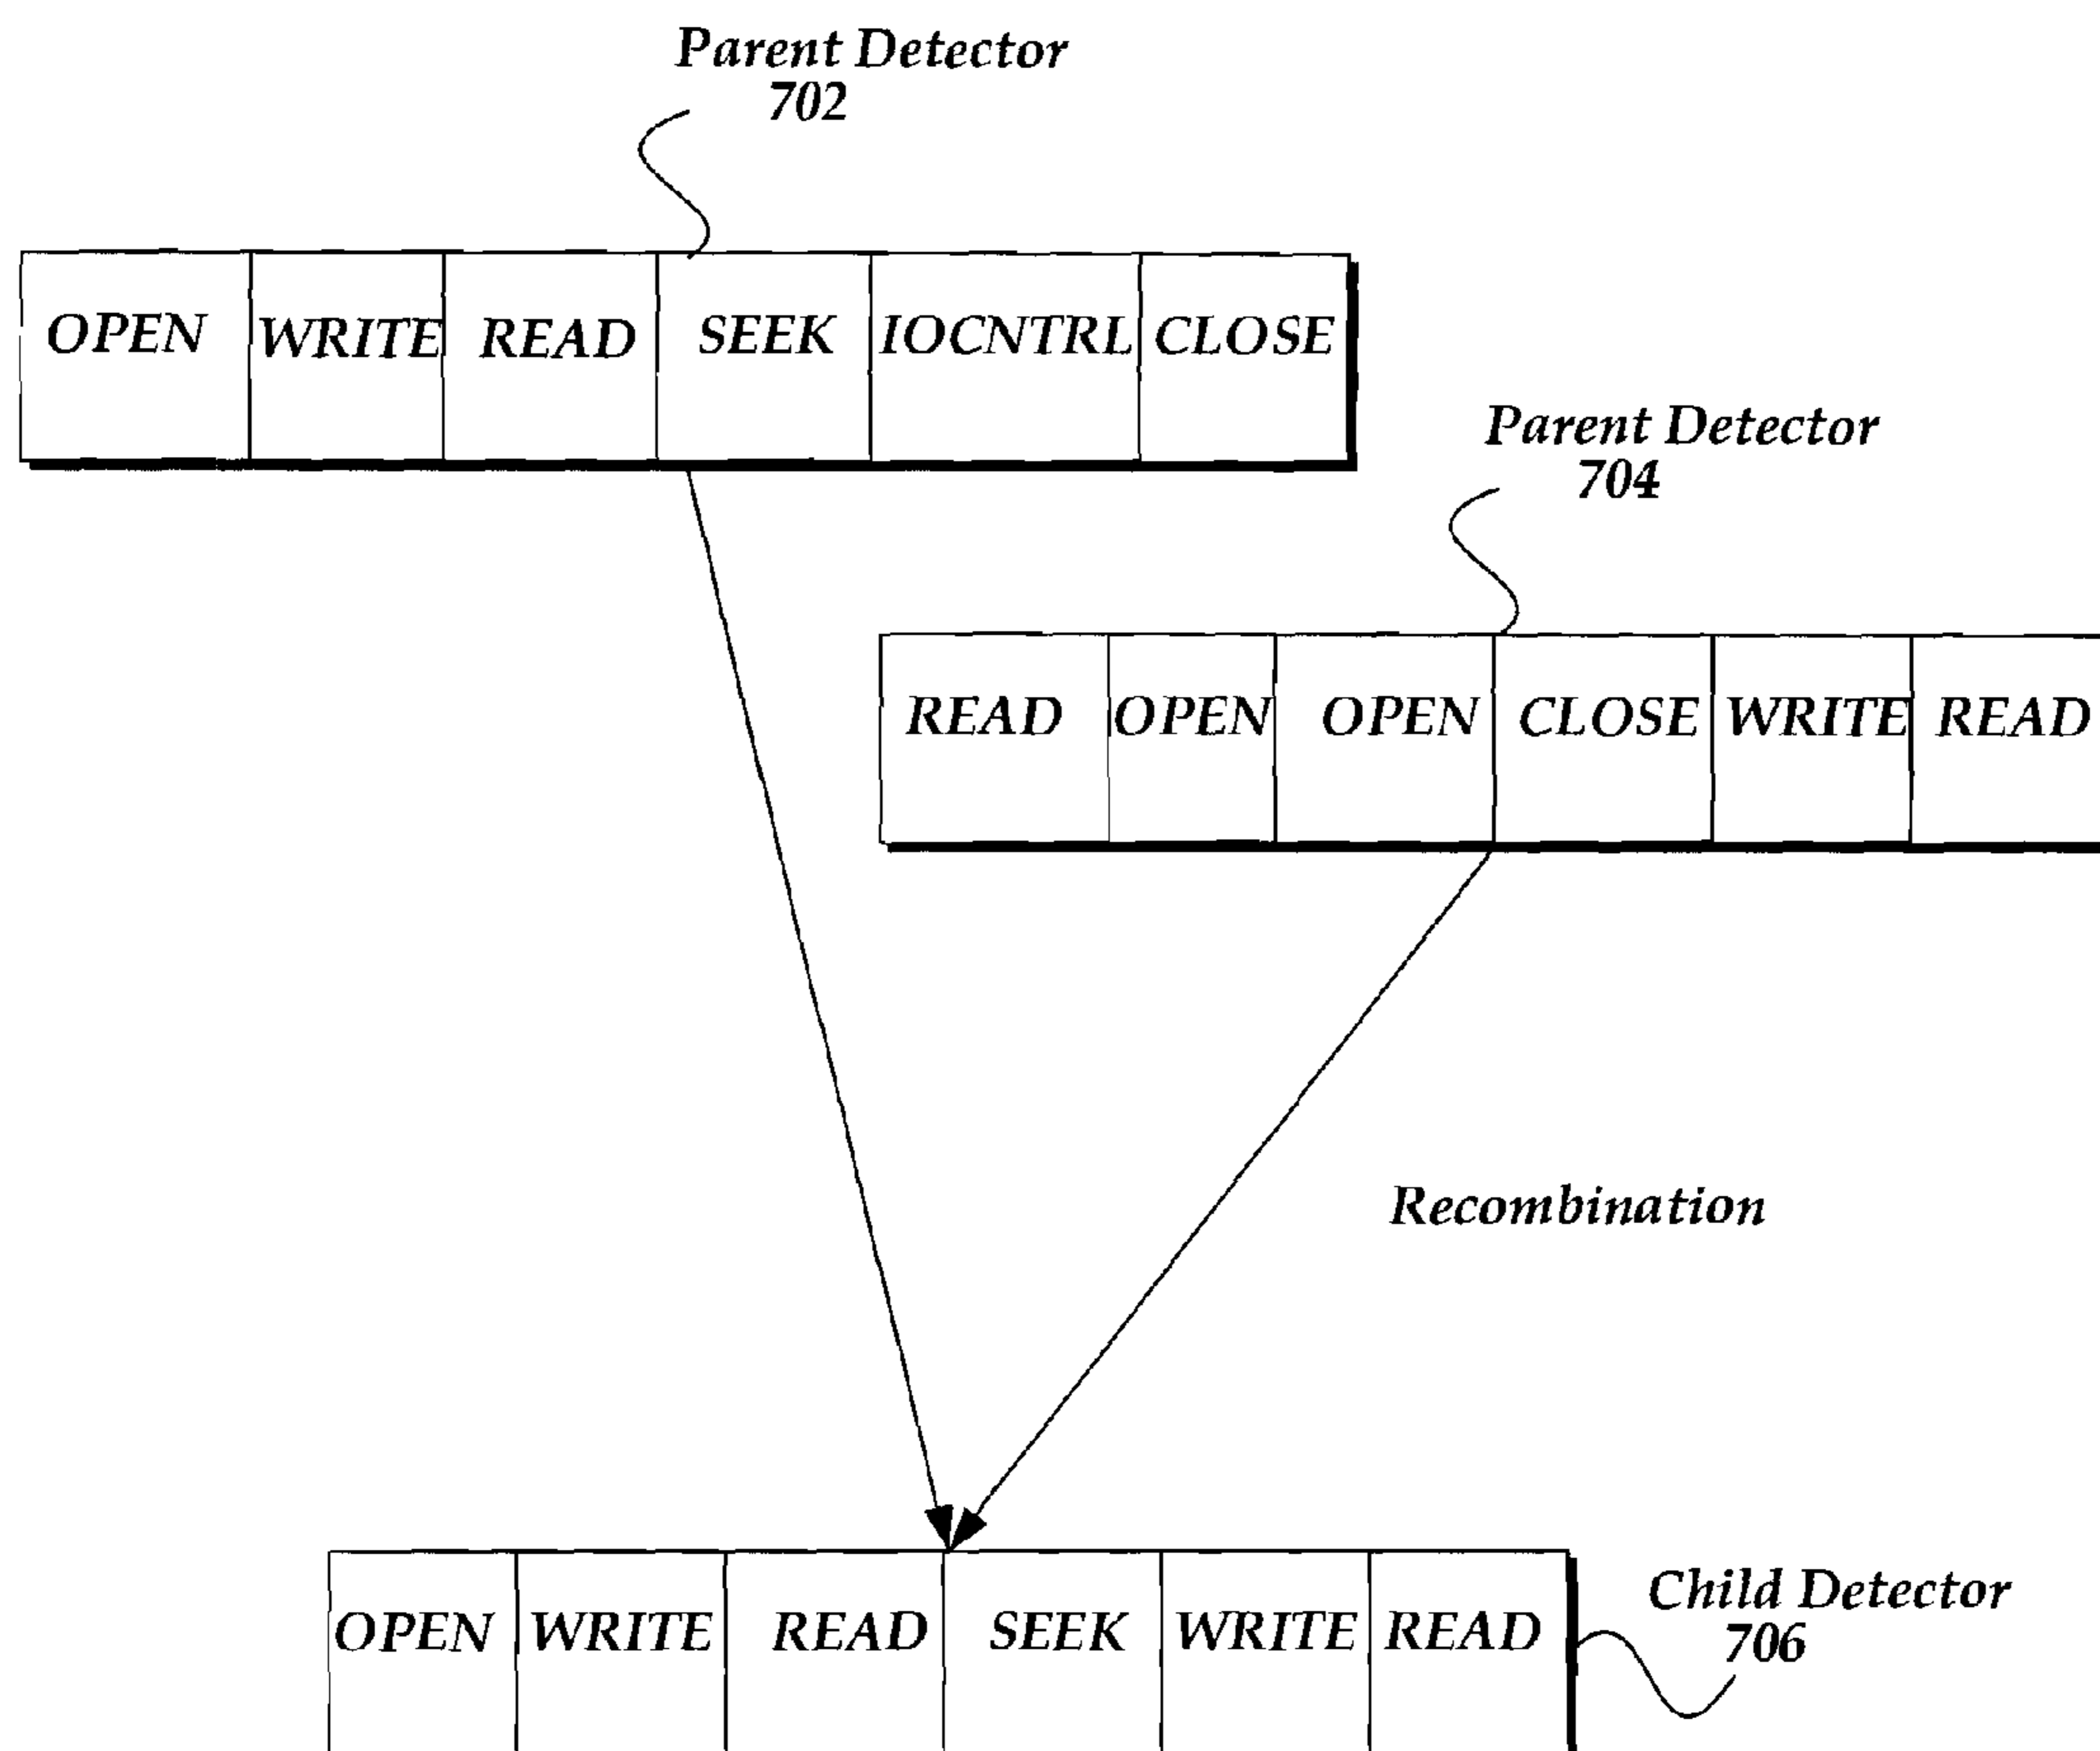 Parent Detector
702
OPEN WRITE READ SEEK IOCNTRL CLOSE
Parent Detector
704
READ OPEN OPEN CLOSE WRITE READ
Recombination
OPEN WRITE READ SEEK WRITE READ
Child Detector
706